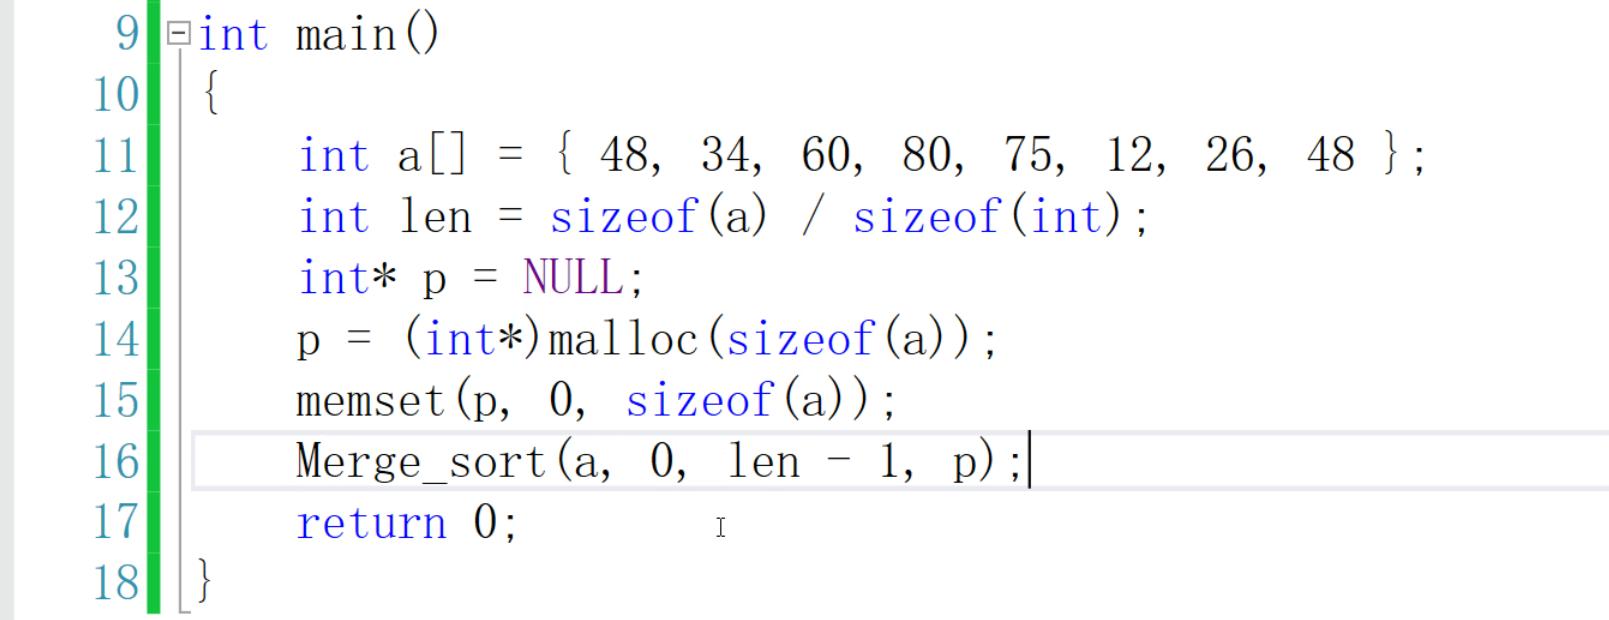 9 int main()
10 {
11 int a[] = { 48, 34, 60, 80, 75, 12, 26, 48 };
12 int len = sizeof(a) / sizeof(int);
13 int* p = NULL;
14 p = (int*)malloc(sizeof(a));
15 memset(p, 0, sizeof(a));
16 Merge_sort(a, 0, len - 1, p);
17 return 0;
18 }